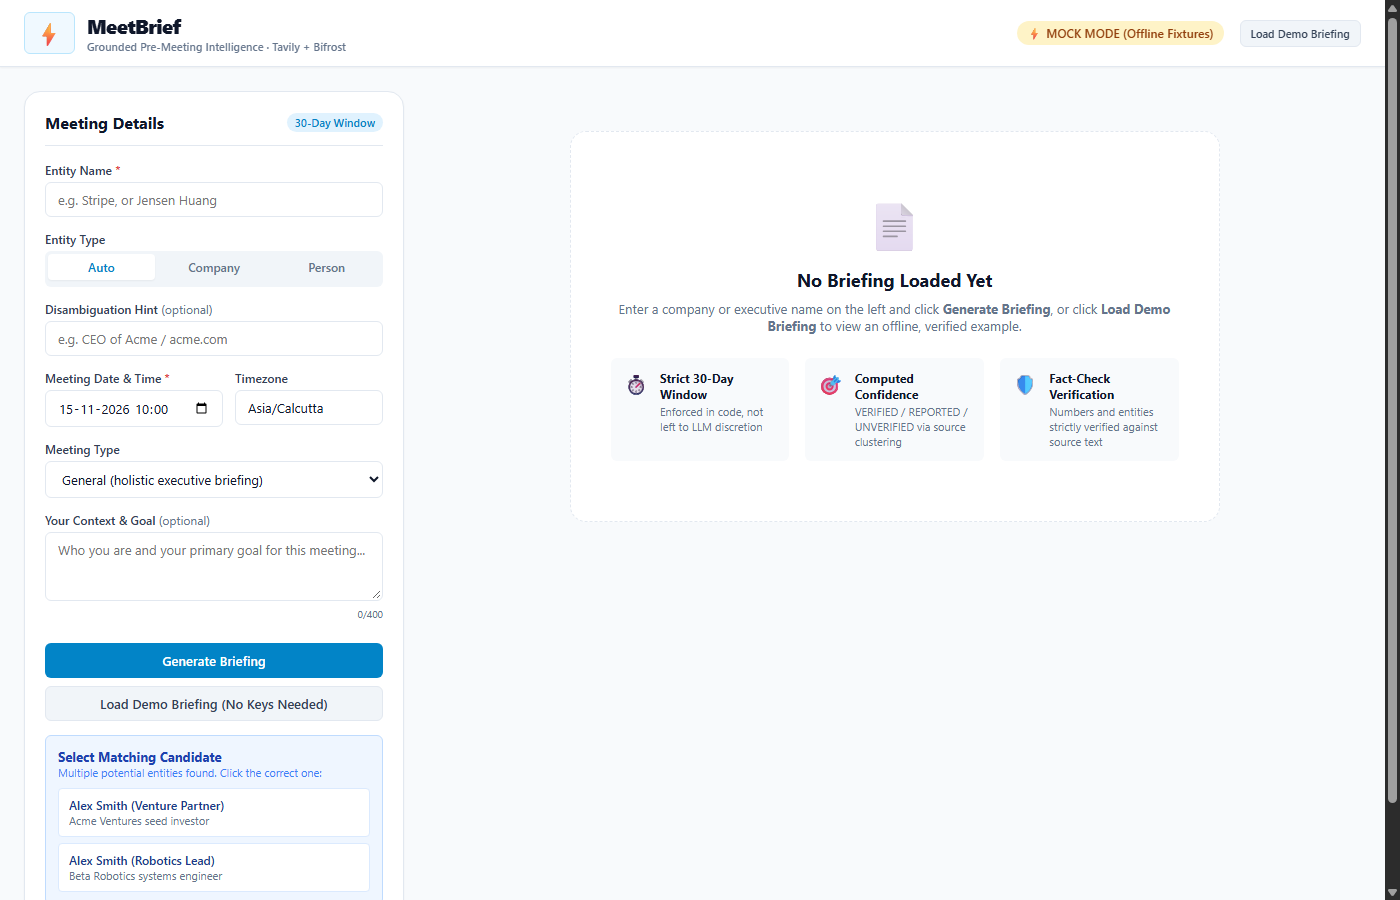 MeetBrief
Grounded Pre-Meeting Intelligence · Tavily + Bifrost
MOCK MODE (Offline Fixtures)
Load Demo Briefing
Meeting Details
30-Day Window
Entity Name *
e.g. Stripe, or Jensen Huang
Entity Type
Auto
Company
Person
Disambiguation Hint (optional)
e.g. CEO of Acme / acme.com
Meeting Date & Time *
Timezone
15-11-2026 10:00
Asia/Calcutta
Meeting Type
General (holistic executive briefing)
Your Context & Goal (optional)
Who you are and your primary goal for this meeting...
0/400
Generate Briefing
Load Demo Briefing (No Keys Needed)
Select Matching Candidate
Multiple potential entities found. Click the correct one:
Alex Smith (Venture Partner)
Acme Ventures seed investor
Alex Smith (Robotics Lead)
Beta Robotics systems engineer
No Briefing Loaded Yet
Enter a company or executive name on the left and click Generate Briefing, or click Load Demo
Briefing to view an offline, verified example.
Strict 30-Day
Window
Enforced in code, not
left to LLM discretion
Computed
Confidence
VERIFIED / REPORTED /
UNVERIFIED via source
clustering
Fact-Check
Verification
Numbers and entities
strictly verified against
source text